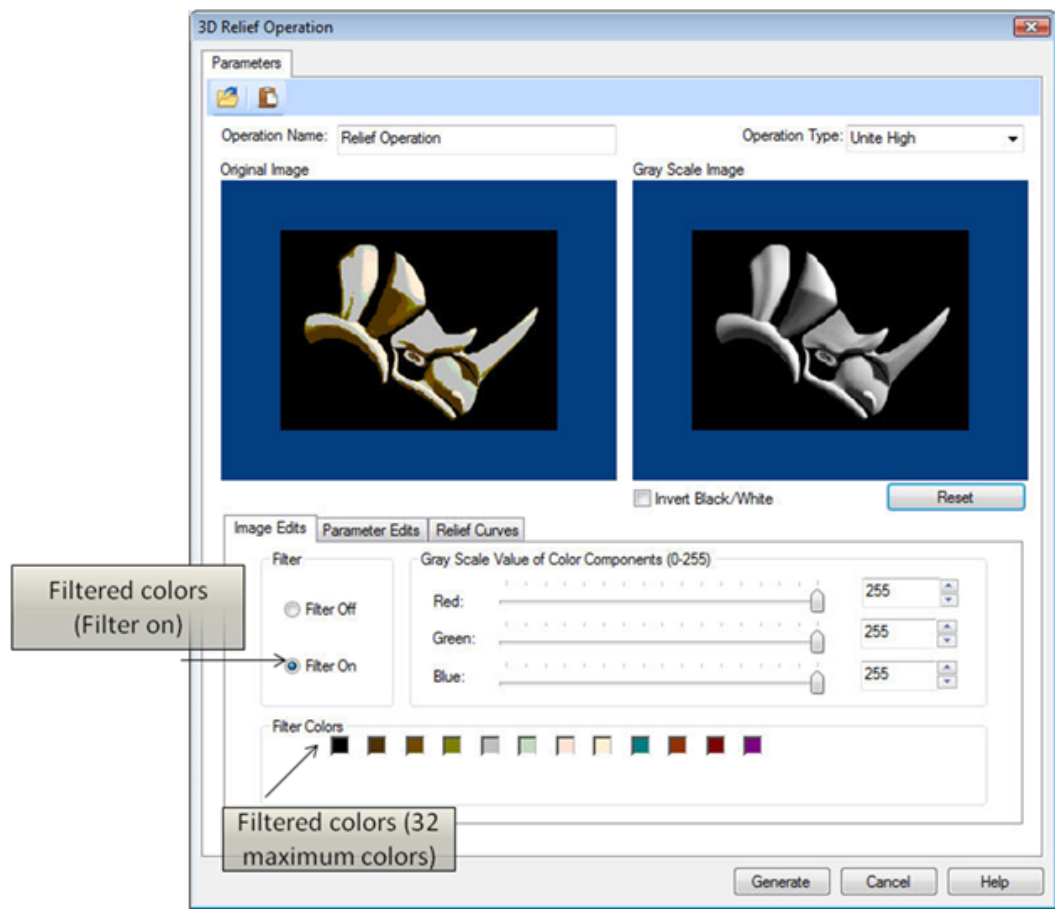 3D Relief Operation
Parameters
Operation Name: Relief Operation Operation Type: Unite High
Original Image Gray Scale Image
Invert Black/White Reset
Image Edits Parameter Edits Relief Curves
Filter Gray Scale Value of Color Components (0-255)
Filtered colors
(Filter on)
Filter Off
Filter On
Red: 255
Green: 255
Blue: 255
Filter Colors
Filtered colors (32
maximum colors)
Generate Cancel Help